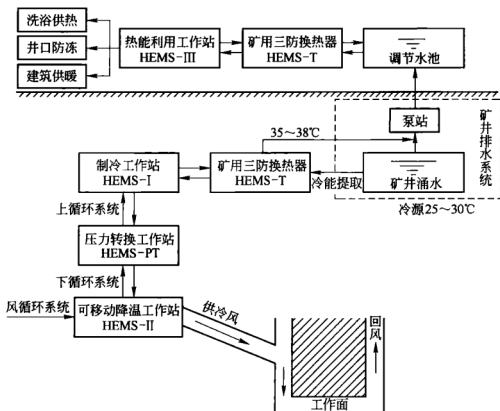 洗浴供热
井口防冻
建筑供暖
热能利用工作站
HEMS-Ⅲ
矿用三防换热器
HEMS-T
调节水池
泵站
矿井排水系统
35～38℃
制冷工作站
HEMS-Ⅰ
矿用三防换热器
HEMS-T
冷能提取
矿井涌水
冷源25～30℃
上循环系统
压力转换工作站
HEMS-PT
下循环系统
风循环系统
可移动降温工作站
HEMS-Ⅱ
供冷风
回风
工作面